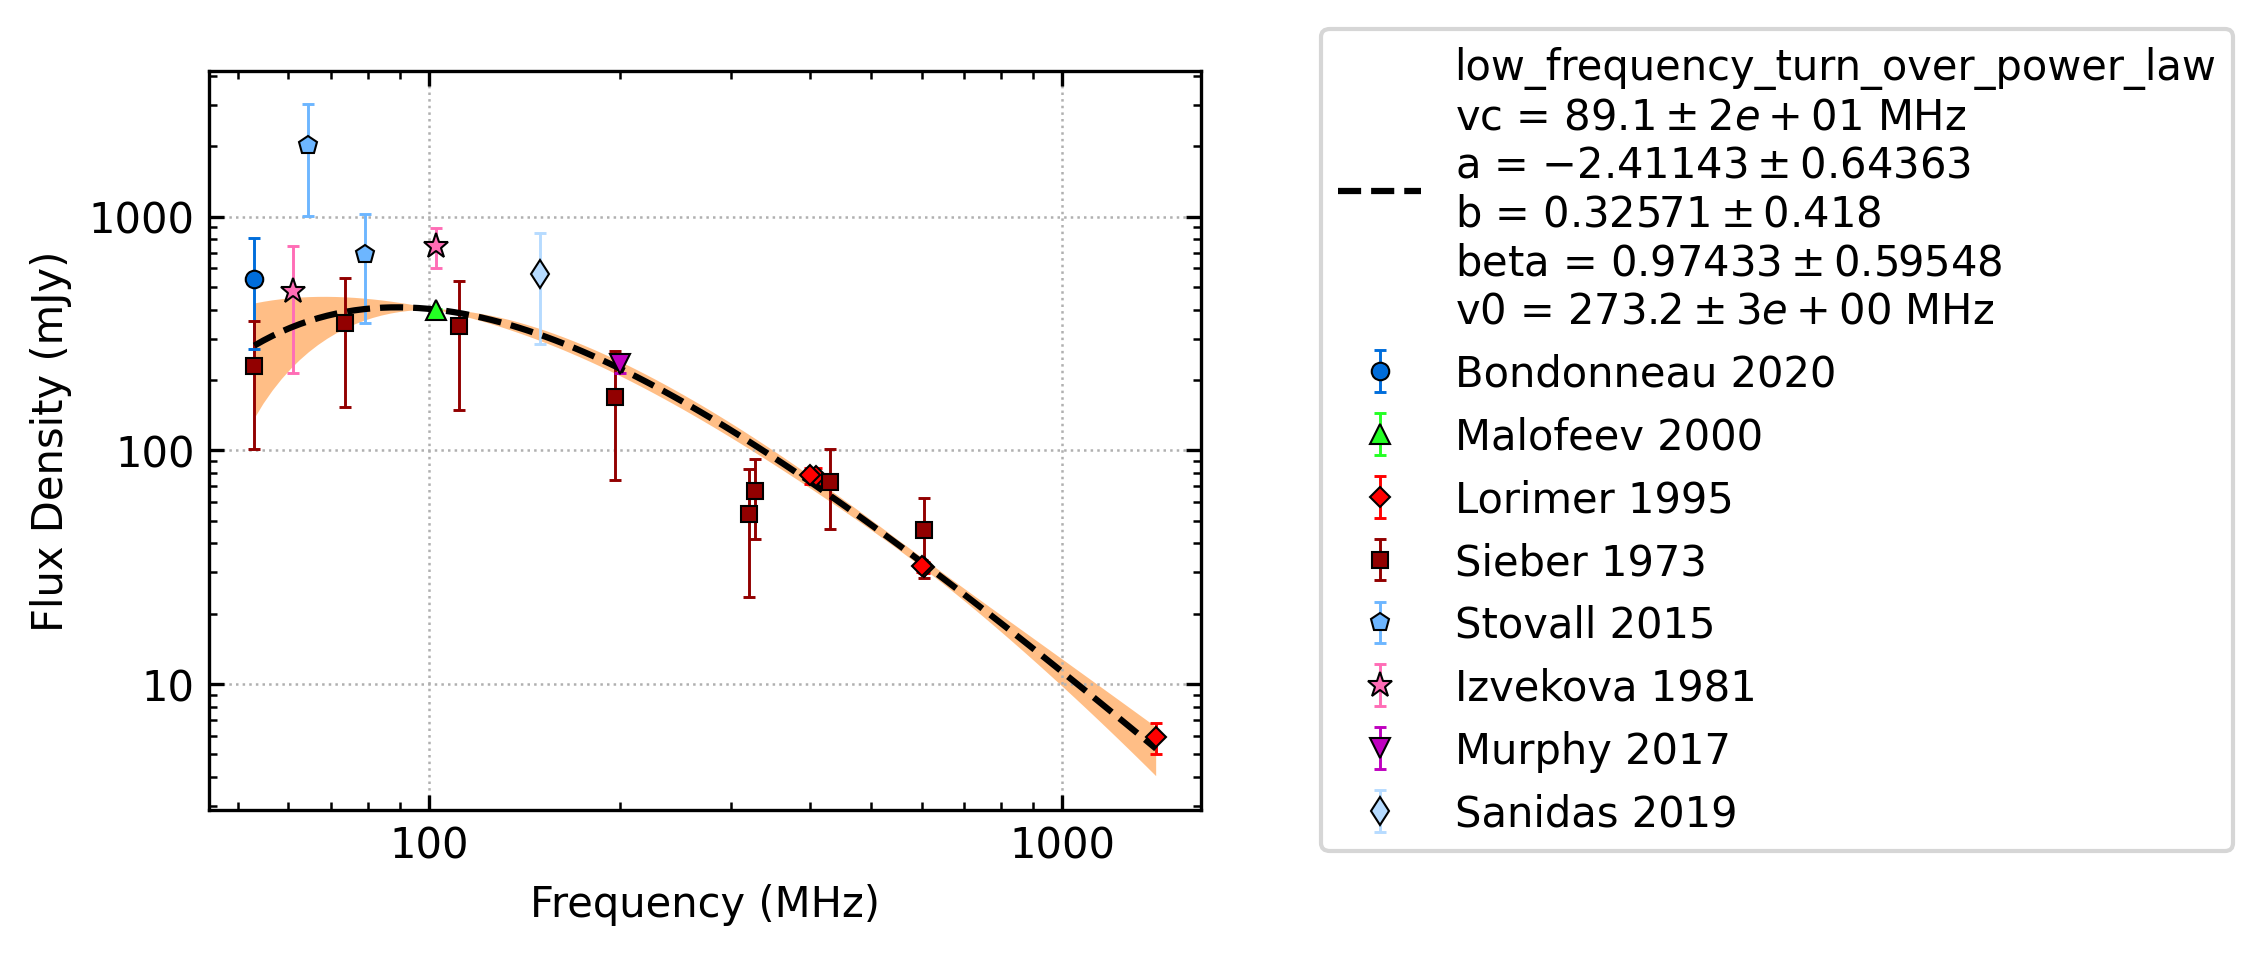 1000
100
10
Flux Density (mJy)
100
1000
Frequency (MHz)
low_frequency_turn_over_power_law
vc = 89.1 ± 2e + 01 MHz
a = −2.41143 ± 0.64363
b = 0.32571 ± 0.418
beta = 0.97433 ± 0.59548
v0 = 273.2 ± 3e + 00 MHz
Bondonneau 2020
Malofeev 2000
Lorimer 1995
Sieber 1973
Stovall 2015
Izvekova 1981
Murphy 2017
Sanidas 2019